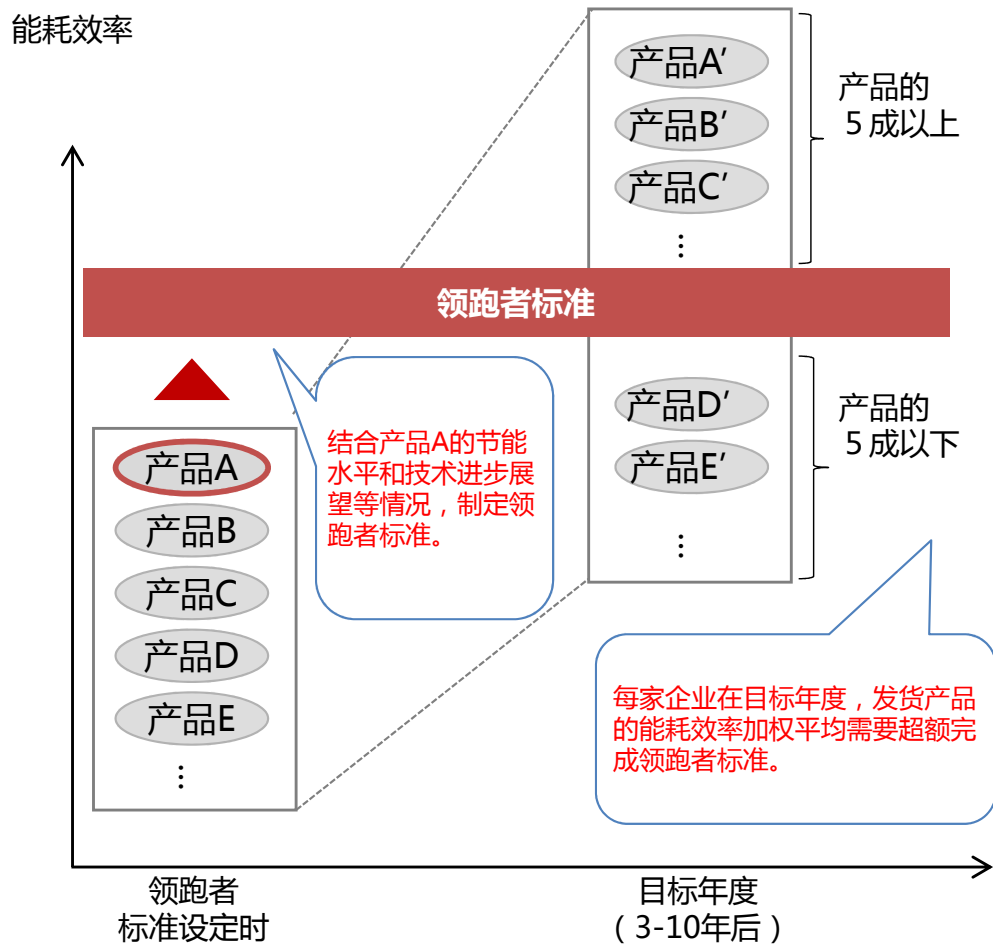 能耗效率
产品A’
产品B’
产品C’
⋮
产品的
５成以上
领跑者标准
产品A
产品B
产品C
产品D
产品E
⋮
结合产品A的节能
水平和技术进步展
望等情况，制定领
跑者标准。
产品D’
产品E’
⋮
产品的
５成以下
每家企业在目标年度，发货产品
的能耗效率加权平均需要超额完
成领跑者标准。
领跑者
标准设定时
目标年度
（3-10年后）